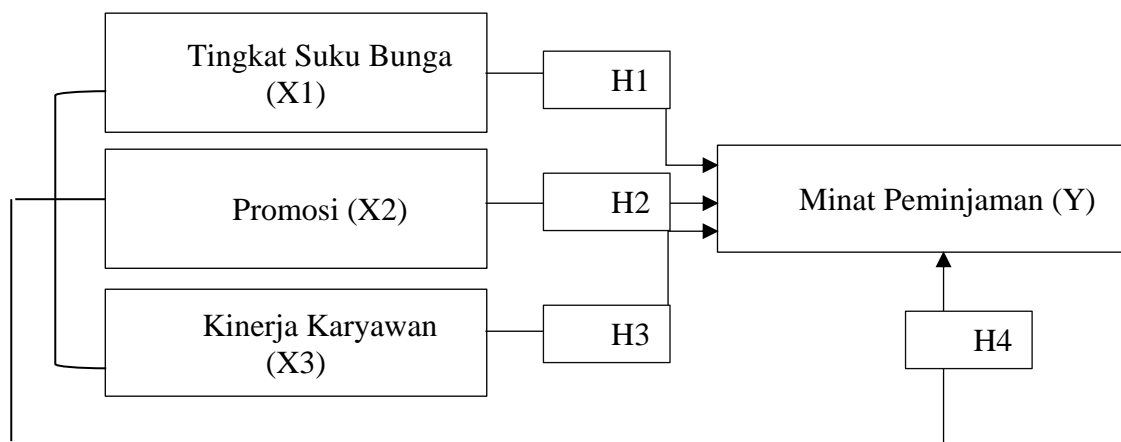 Tingkat Suku Bunga
(X1)
H1
Promosi (X2)
H2
Minat Peminjaman (Y)
Kinerja Karyawan
(X3)
H3
H4